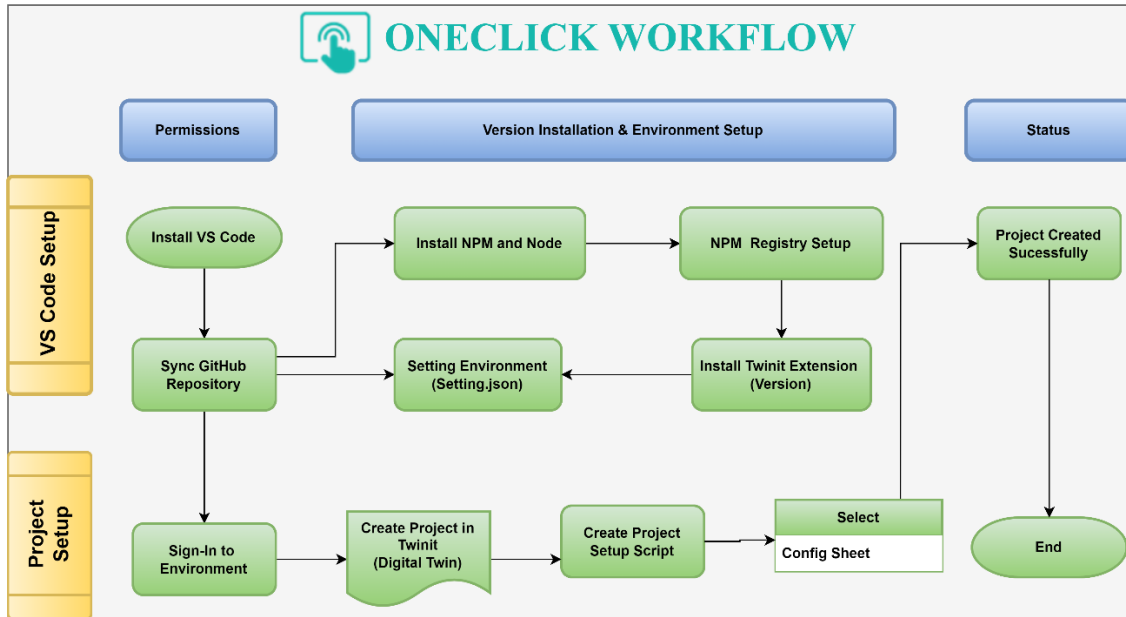 ONECLICK WORKFLOW
Permissions
Version Installation & Environment Setup
Status
VS Code Setup
Install VS Code
Install NPM and Node
NPM Registry Setup
Project Created
Sucessfully
Sync GitHub
Repository
Setting Environment
(Setting.json)
Install Twinit Extension
(Version)
Project
Setup
Sign-In to
Environment
Create Project in
Twinit
(Digital Twin)
Create Project
Setup Script
Select
Config Sheet
End